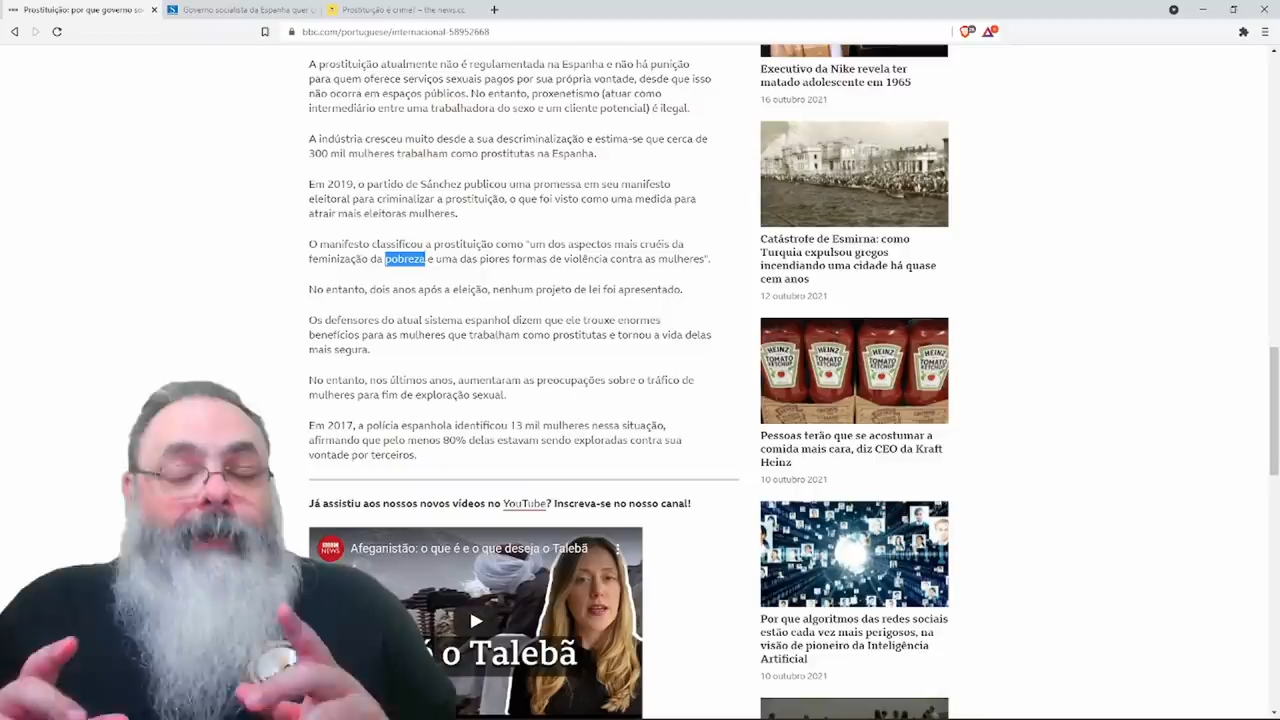 Prostituição: por que governo so
Governo socialista da Espanha quer c
Prostituição é crime! – the news.cc
bbc.com/portuguese/internacional-58952668
A prostituição atualmente não é regulamentada na Espanha e não há punição
para quem oferece serviços sexuais pagos por sua própria vontade, desde que isso
não ocorra em espaços públicos. No entanto, proxenetismo (atuar como
intermediário entre uma trabalhadora do sexo e um cliente potencial) é ilegal.
A indústria cresceu muito desde a sua descriminalização e estima-se que cerca de
300 mil mulheres trabalham como prostitutas na Espanha.
Em 2019, o partido de Sánchez publicou uma promessa em seu manifesto
eleitoral para criminalizar a prostituição, o que foi visto como uma medida para
atrair mais eleitoras mulheres.
O manifesto classificou a prostituição como "um dos aspectos mais cruéis da
feminização da pobreza e uma das piores formas de violência contra as mulheres".
No entanto, dois anos após a eleição, nenhum projeto de lei foi apresentado.
Os defensores do atual sistema espanhol dizem que ele trouxe enormes
benefícios para as mulheres que trabalham como prostitutas e tornou a vida delas
mais segura.
No entanto, nos últimos anos, aumentaram as preocupações sobre o tráfico de
mulheres para fim de exploração sexual.
Em 2017, a polícia espanhola identificou 13 mil mulheres nessa situação,
afirmando que pelo menos 80% delas estavam sendo exploradas contra sua
vontade por terceiros.
Já assistiu aos nossos novos vídeos no YouTube? Inscreva-se no nosso canal!
BBC
NEWS
Afeganistão: o que é e o que deseja o Talebã
o Talebã
Executivo da Nike revela ter
matado adolescente em 1965
16 outubro 2021
Catástrofe de Esmirna: como
Turquia expulsou gregos
incendiando uma cidade há quase
cem anos
12 outubro 2021
HEINZ
TOMATO
KETCHUP
HEINZ
TOMATO
KETCHUP
HEINZ
TOMATO
KETCHUP
HEINZ
TOMATO
KETCHUP
Pessoas terão que se acostumar a
comida mais cara, diz CEO da Kraft
Heinz
10 outubro 2021
Por que algoritmos das redes sociais
estão cada vez mais perigosos, na
visão de pioneiro da Inteligência
Artificial
10 outubro 2021